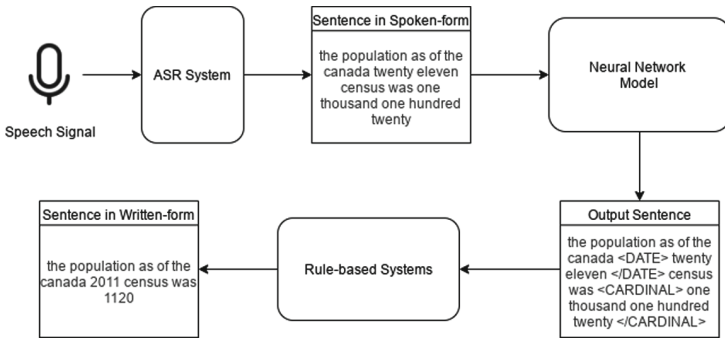 Speech Signal
ASR System
Sentence in Spoken-form
the population as of the
canada twenty eleven
census was one
thousand one hundred
twenty
Neural Network
Model
Output Sentence
the population as of the
canada <DATE> twenty
eleven </DATE> census
was <CARDINAL> one
thousand one hundred
twenty </CARDINAL>
Rule-based Systems
Sentence in Written-form
the population as of the
canada 2011 census was
1120